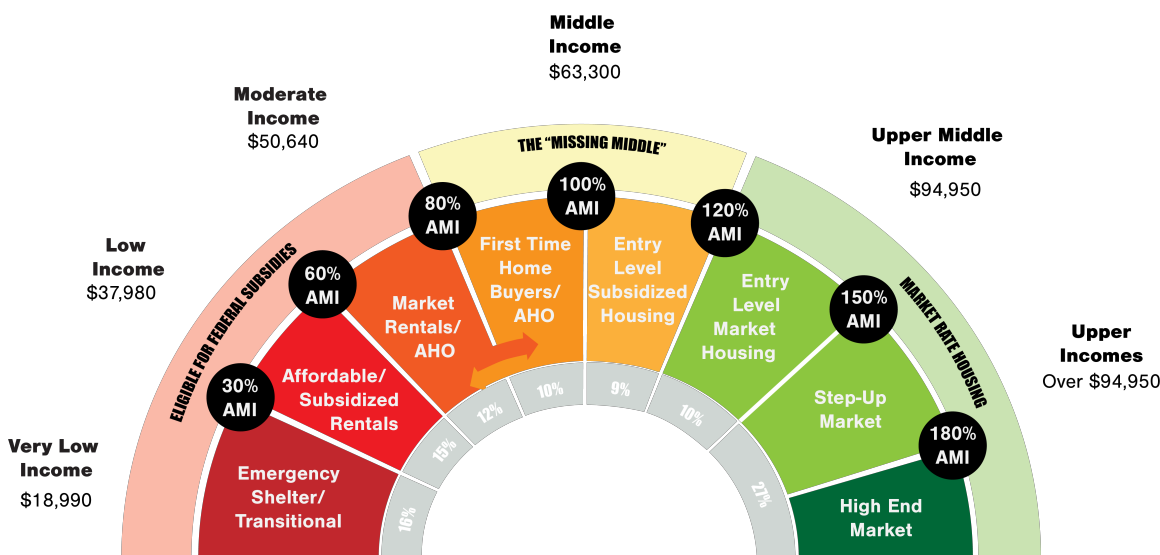 Middle
Income
$63,300
Moderate
Income
$50,640
Upper Middle
Income
$94,950
Low
Income
$37,980
Upper
Incomes
Over $94,950
Very Low
Income
$18,990
ELIGIBLE FOR FEDERAL SUBSIDIES
THE “MISSING MIDDLE”
MARKET RATE HOUSING
30%
AMI
60%
AMI
80%
AMI
100%
AMI
120%
AMI
150%
AMI
180%
AMI
Emergency
Shelter/
Transitional
Affordable/
Subsidized
Rentals
Market
Rentals/
AHO
First Time
Home
Buyers/
AHO
Entry
Level
Subsidized
Housing
Entry
Level
Market
Housing
Step-Up
Market
High End
Market
16%
15%
12%
10%
9%
10%
27%